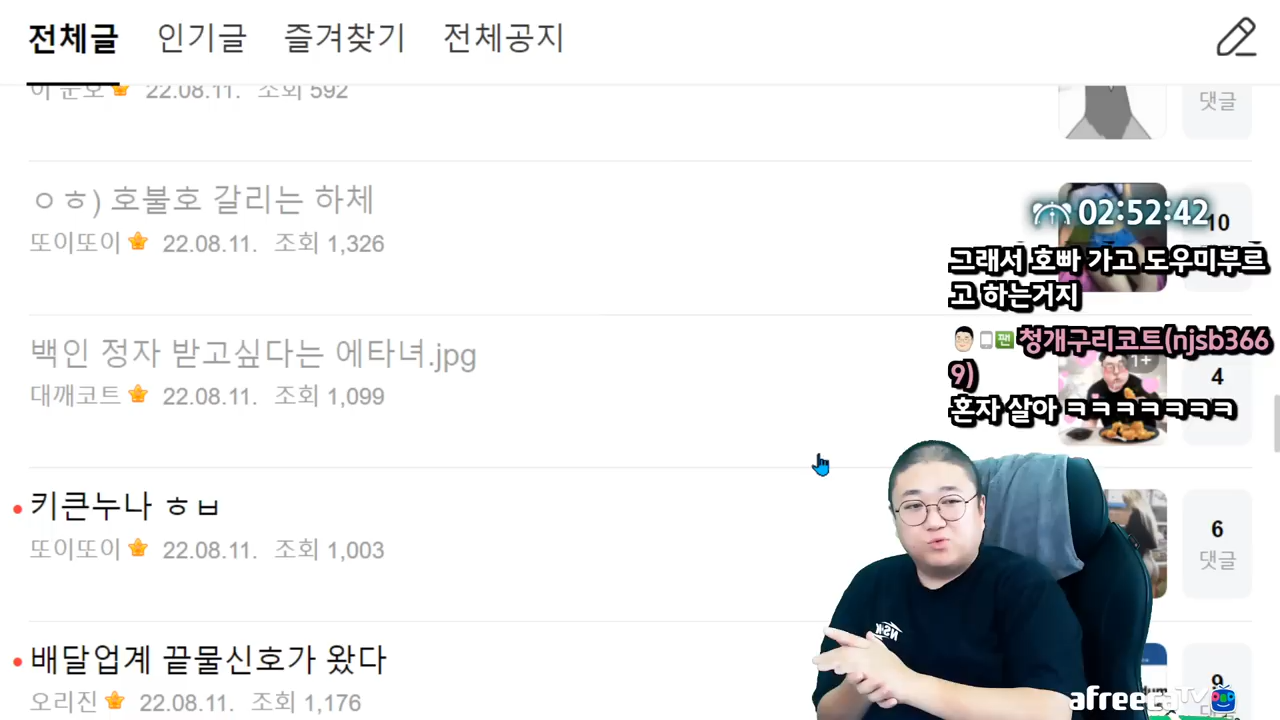 전체글 인기글 즐겨찾기 전체공지
이 준호 22.08.11. 조회 592
댓글
ㅇㅎ) 호불호 갈리는 하체
또이또이 22.08.11. 조회 1,326
02:52:42
10
그래서 호빠 가고 도우미부르
고 하는거지
백인 정자 받고싶다는 에타녀.jpg
대깨코트 22.08.11. 조회 1,099
팬 청개구리코트(njsb366
9)
1+
4
혼자 살아 ㅋㅋㅋㅋㅋㅋㅋ
키큰누나 ㅎㅂ
또이또이 22.08.11. 조회 1,003
6
댓글
배달업계 끝물신호가 왔다
오리진 22.08.11. 조회 1,176
9
afreecaTV